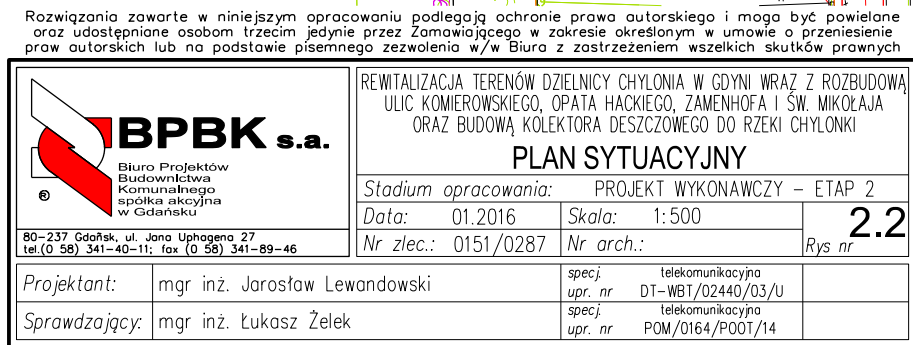 Rozwiązania zawarte w niniejszym opracowaniu podlegają ochronie prawa autorskiego i moga być powielane
oraz udostępniane osobom trzecim jedynie przez Zamawiającego w zakresie określonym w umowie o przeniesienie
praw autorskich lub na podstawie pisemnego zezwolenia w/w Biura z zastrzeżeniem wszelkich skutków prawnych
BPBK s.a.
Biuro Projektów
Budownictwa
Komunalnego
spółka akcyjna
w Gdańsku
®
80-237 Gdańsk, ul. Jana Uphagena 27
tel.(0 58) 341-40-11; fax (0 58) 341-89-46
REWITALIZACJA TERENÓW DZIELNICY CHYLONIA W GDYNI WRAZ Z ROZBUDOWĄ
ULIC KOMIEROWSKIEGO, OPATA HACKIEGO, ZAMENHOFA I ŚW. MIKOŁAJA
ORAZ BUDOWĄ KOLEKTORA DESZCZOWEGO DO RZEKI CHYLONKI
PLAN SYTUACYJNY
Stadium opracowania: PROJEKT WYKONAWCZY – ETAP 2
Data: 01.2016 Skala: 1:500
Nr zlec.: 0151/0287 Nr arch.: Rys nr 2.2
Projektant: mgr inż. Jarosław Lewandowski specj. telekomunikacyjna
upr. nr DT-WBT/02440/03/U
Sprawdzający: mgr inż. Łukasz Żelek specj. telekomunikacyjna
upr. nr POM/0164/POOT/14